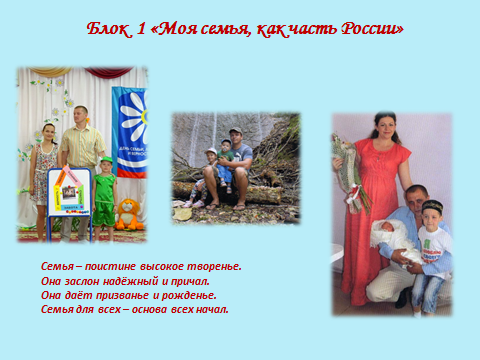 Блок 1 «Моя семья, как часть России»
Семья – поистине высокое творенье.
Она заслон надёжный и причал.
Она даёт призванье и рожденье.
Семья для всех – основа всех начал.